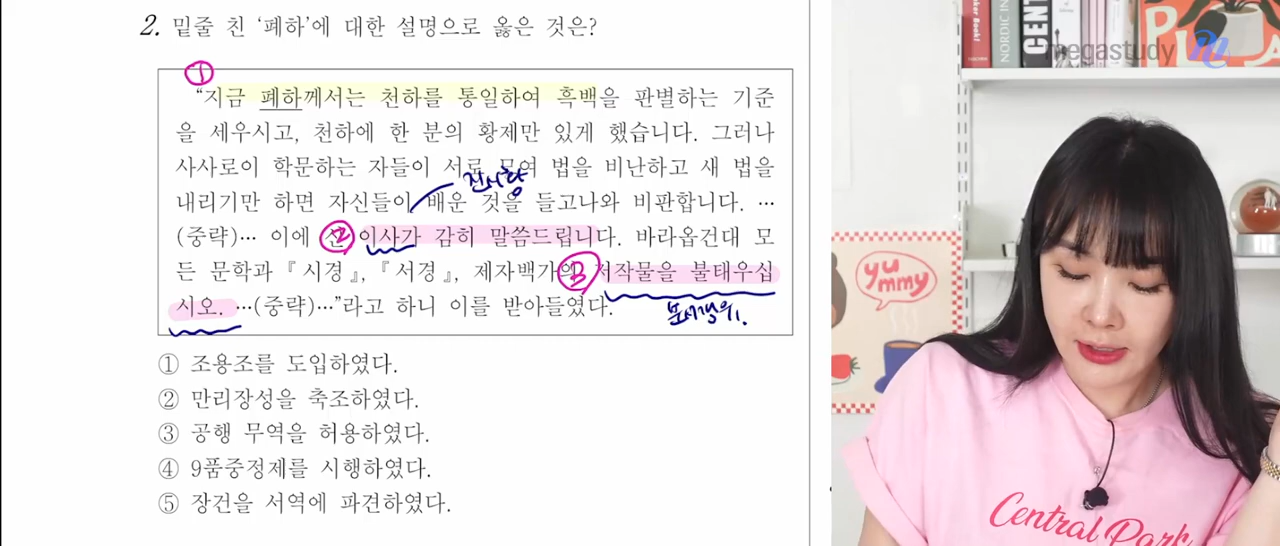 2. 밑줄 친 ‘폐하’에 대한 설명으로 옳은 것은?
①
“지금 폐하께서는 천하를 통일하여 흑백을 판별하는 기준
을 세우시고, 천하에 한 분의 황제만 있게 했습니다. 그러나
사사로이 학문하는 자들이 서로 모여 법을 비난하고 새 법을
진시황
내리기만 하면 자신들이 배운 것을 들고나와 비판합니다. …
(중략)… 이에 ② 신 이사가 감히 말씀드립니다. 바라옵건대 모
든 문학과 『시경』, 『서경』, 제자백가의 ③ 저작물을 불태우십
시오. …(중략)…”라고 하니 이를 받아들였다.
분서갱유.
① 조용조를 도입하였다.
② 만리장성을 축조하였다.
③ 공행 무역을 허용하였다.
④ 9품중정제를 시행하였다.
⑤ 장건을 서역에 파견하였다.
megastudy
NORDIC
yummy
Central Park